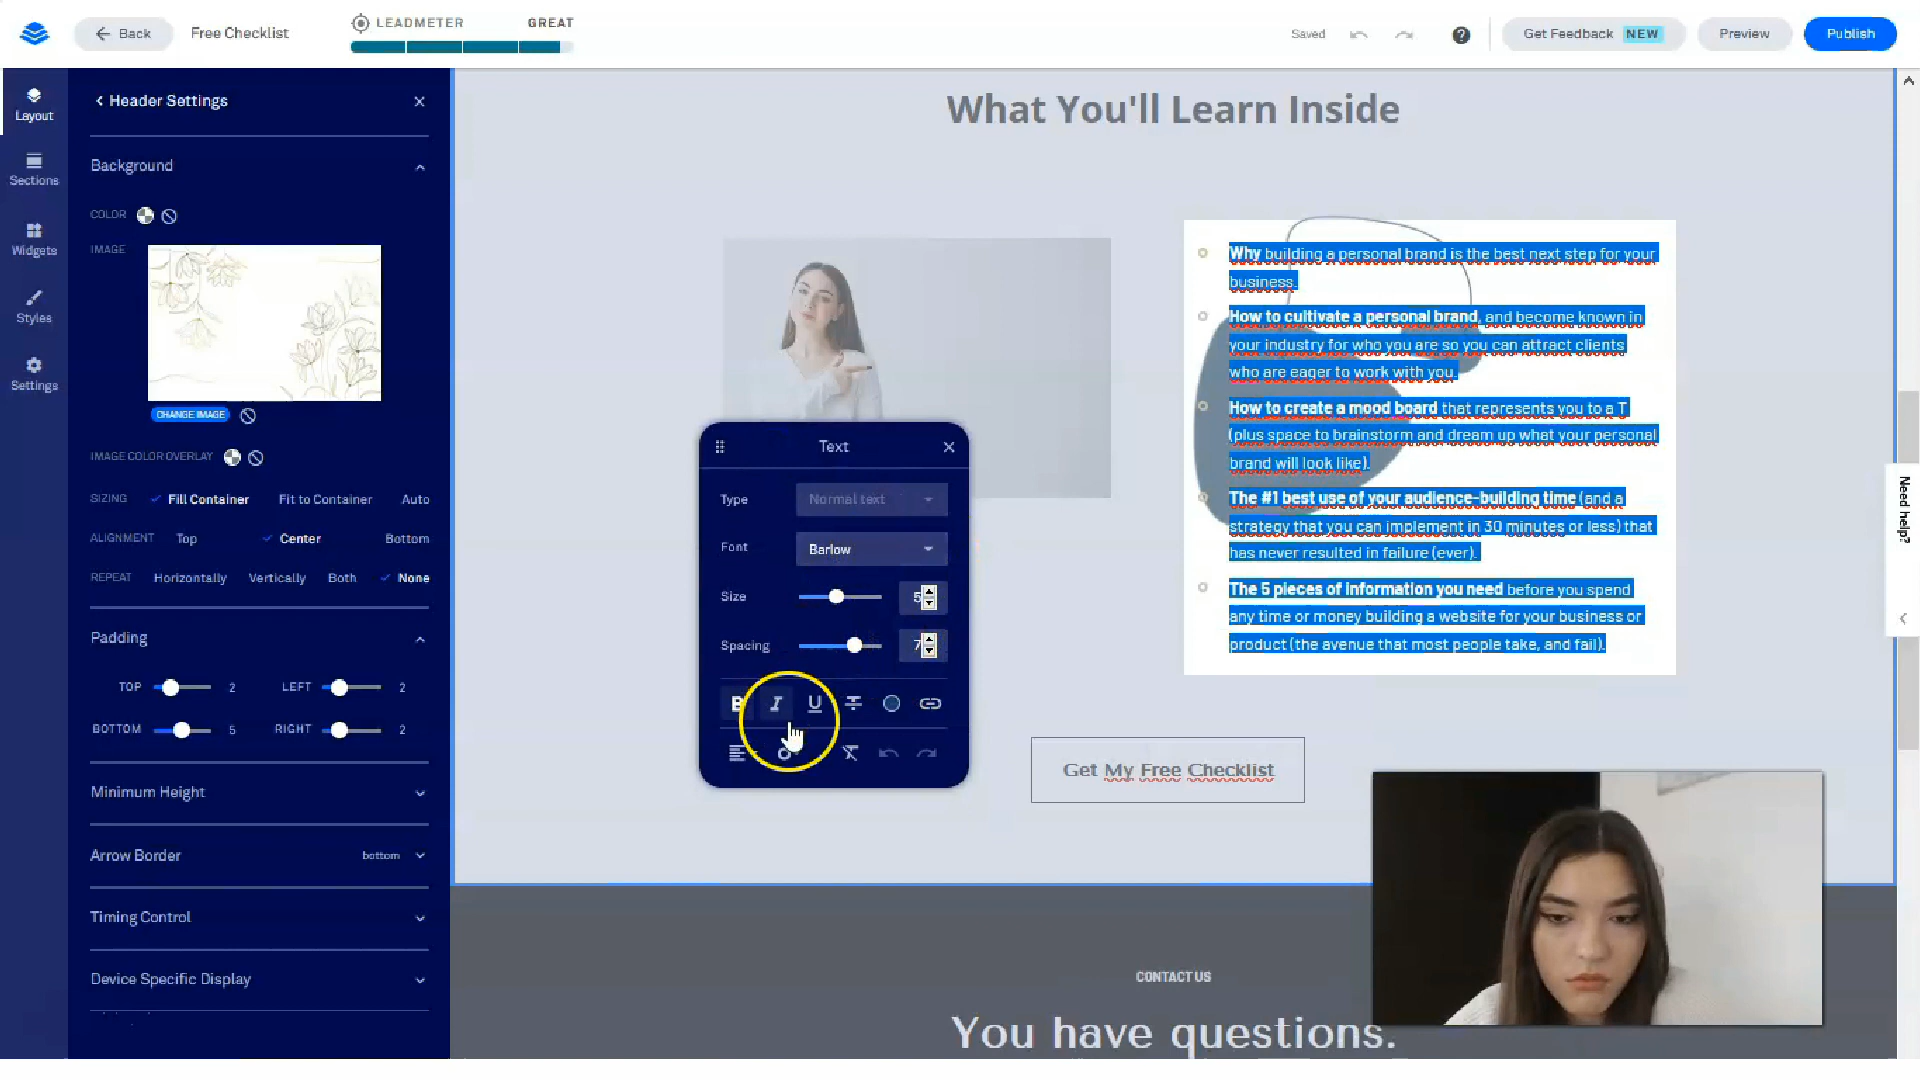 Back
Free Checklist
LEADMETER
GREAT
Saved
?
Get Feedback NEW
Preview
Publish
Layout
Sections
Widgets
Styles
Settings
Header Settings
Background
COLOR
IMAGE
CHANGE IMAGE
IMAGE COLOR OVERLAY
SIZING Fill Container Fit to Container Auto
ALIGNMENT Top Center Bottom
REPEAT Horizontally Vertically Both None
Padding
TOP 2 LEFT 2
BOTTOM 5 RIGHT 2
Minimum Height
Arrow Border bottom
Timing Control
Device Specific Display
What You'll Learn Inside
Why building a personal brand is the best next step for your
business.
How to cultivate a personal brand, and become known in
your industry for who you are so you can attract clients
who are eager to work with you.
How to create a mood board that represents you to a T
(plus space to brainstorm and dream up what your personal
brand will look like).
The #1 best use of your audience-building time (and a
strategy that you can implement in 30 minutes or less) that
has never resulted in failure (ever).
The 5 pieces of information you need before you spend
any time or money building a website for your business or
product (the avenue that most people take, and fail).
Text
Type Normal text
Font Barlow
Size 5
Spacing 7
B I U
Get My Free Checklist
CONTACT US
You have questions.
Need help?